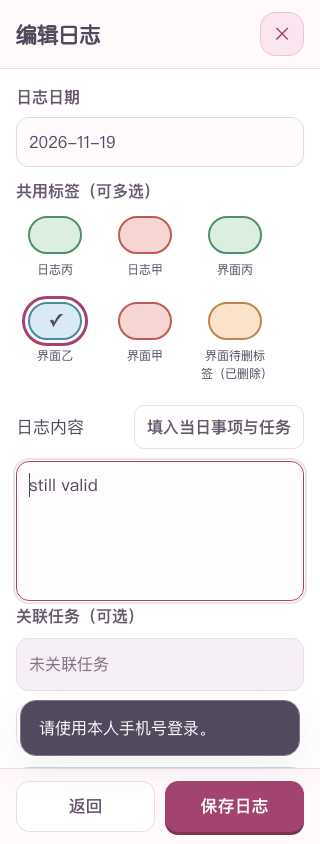 编辑日志
日志日期
2026-11-19
共用标签（可多选）
日志丙
日志甲
界面丙
界面乙
界面甲
界面待删标
签（已删除）
日志内容
填入当日事项与任务
still valid
关联任务（可选）
未关联任务
请使用本人手机号登录。
返回
保存日志